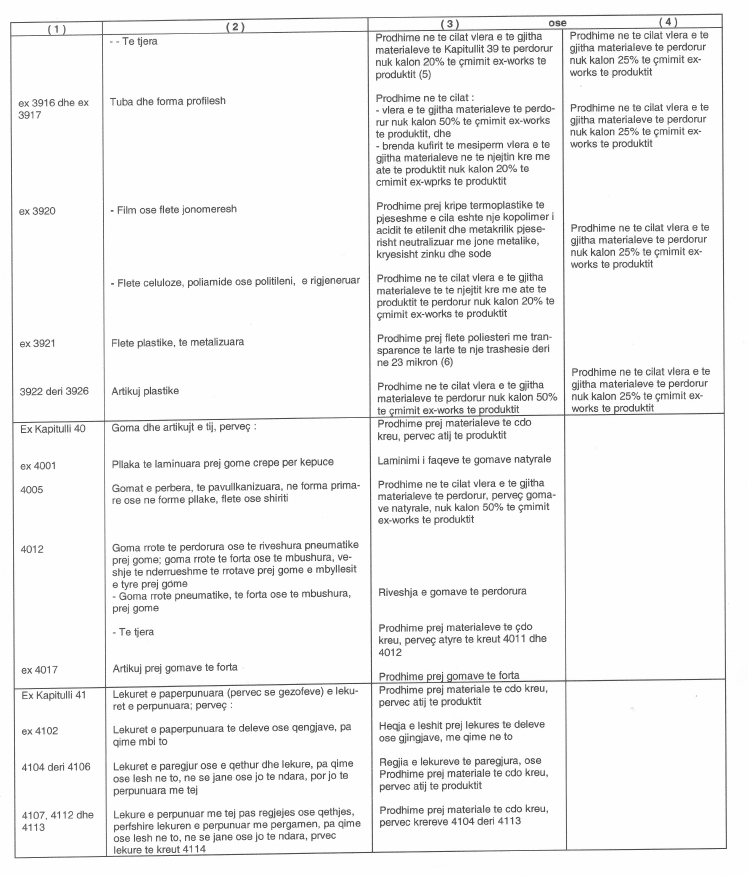 ( 1 )
( 2 )
( 3 ) ose ( 4 )
- - Te tjera
Prodhime ne te cilat vlera e te gjitha
materialeve te Kapitullit 39 te perdorur
nuk kalon 20% te çmimit ex-works te
produktit (5)
Prodhime ne te cilat vlera e te
gjitha materialeve te perdorur
nuk kalon 25% te çmimit ex-
works te produktit
ex 3916 dhe ex
3917
Tuba dhe forma profilesh
Prodhime ne te cilat :
- vlera e te gjitha materialeve te perdo-
rur nuk kalon 50% te çmimit ex-works
te produktit, dhe
- brenda kufirit te mesiperm vlera e te
gjitha materialeve ne te njejtin kre me
ate te produktit nuk kalon 20% te
cmimit ex-wprks te produktit
Prodhime ne te cilat vlera e te
gjitha materialeve te perdorur
nuk kalon 25% te çmimit ex-
works te produktit
ex 3920
- Film ose flete jonomeresh
Prodhime prej kripe termoplastike te
pjeseshme e cila eshte nje kopolimer i
acidit te etilenit dhe metakrilik pjese-
risht neutralizuar me jone metalike,
kryesisht zinku dhe sode
Prodhime ne te cilat vlera e te
gjitha materialeve te perdorur
nuk kalon 25% te çmimit ex-
works te produktit
- Flete celuloze, poliamide ose politileni, e rigjeneruar
Prodhime ne te cilat vlera e te gjitha
materialeve te te njejtit kre me ate te
produktit te perdorur nuk kalon 20% te
çmimit ex-works te produktit
ex 3921
Flete plastike, te metalizuara
Prodhime prej flete poliesteri me tran-
sparence te larte te nje trashesie deri
ne 23 mikron (6)
3922 deri 3926
Artikuj plastike
Prodhime ne te cilat vlera e te gjitha
materialeve te perdorur nuk kalon 50%
te çmimit ex-works te produktit
Prodhime ne te cilat vlera e te
gjitha materialeve te perdorur
nuk kalon 25% te çmimit ex-
works te produktit
Ex Kapitulli 40
Goma dhe artikujt e tij, perveç :
Prodhime prej materialeve te cdo
kreu, pervec atij te produktit
ex 4001
Pllaka te laminuara prej gome crepe per kepuce
Laminimi i faqeve te gomave natyrale
4005
Gomat e perbera, te pavullkanizuara, ne forma prima-
re ose ne forme pllake, flete ose shiriti
Prodhime ne te cilat vlera e te gjitha
materialeve te perdorur, perveç goma-
ve natyrale, nuk kalon 50% te çmimit
ex-works te produktit
4012
Goma rrote te perdorura ose te riveshura pneumatike
prej gome; goma rrote te forta ose te mbushura, ve-
shje te nderrueshme te rrotave prej gome e mbyllesit
e tyre prej gome
- Goma rrote pneumatike, te forta ose te mbushura,
prej gome
Riveshja e gomave te perdorura
- Te tjera
Prodhime prej materialeve te çdo
kreu, perveç atyre te kreut 4011 dhe
4012
ex 4017
Artikuj prej gomave te forta
Prodhime prej gomave te forta
Ex Kapitulli 41
Lekuret e paperpunuara (pervec se gezofeve) e leku-
ret e perpunuara; perveç :
Prodhime prej materiale te cdo kreu,
pervec atij te produktit
ex 4102
Lekuret e paperpunuta te deleve ose qengjave, pa
qime mbi to
Heqja e leshit prej lekures te deleve
ose gjingjave, me qime ne to
4104 deri 4106
Lekuret e paregjur ose e qethur dhe lekure, pa qime
ose lesh ne to, ne se jane ose jo te ndara, por jo te
perpunuara me tej
Regjia e lekureve te paregjura, ose
Prodhime prej materiale te cdo kreu,
pervec atij te produktit
4107, 4112 dhe
4113
Lekure e perpunuar me tej pas regjejes ose qethjes,
perfshire lekuren e perpunuar me pergamen, pa qime
ose lesh ne to, ne se jane ose jo te ndara, prvec
lekure te kreut 4114
Prodhime prej materiale te cdo kreu,
pervec krereve 4104 deri 4113